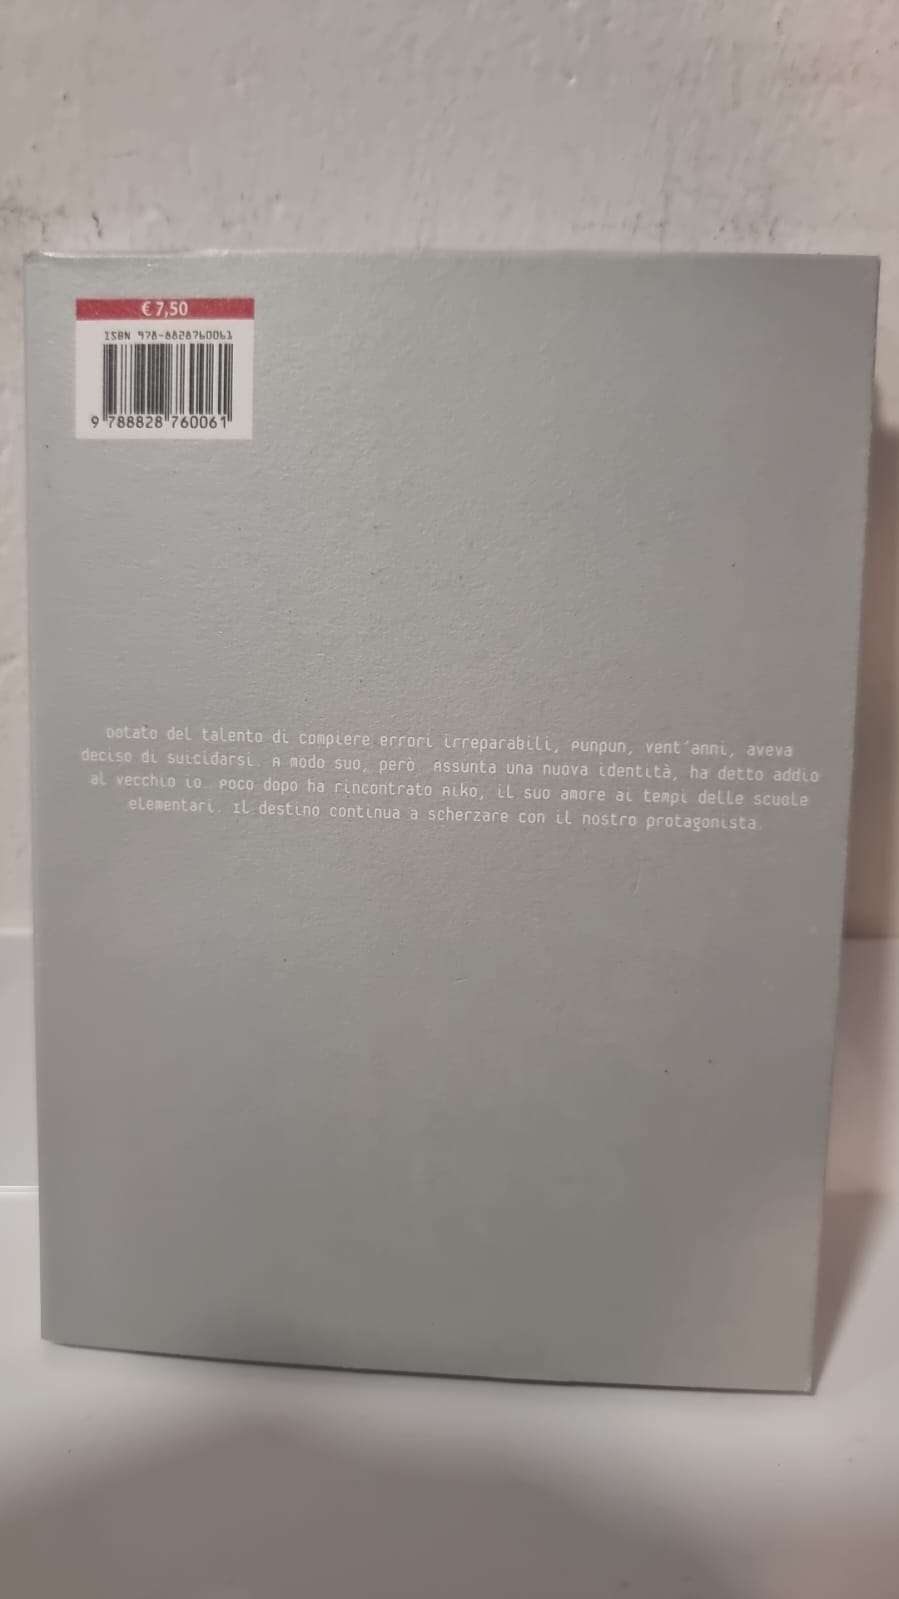 € 7,50
ISBN 978-8828760061
9 788828 760061
Dotato del talento di compiere errori irreparabili, Punpun, vent'anni, aveva
deciso di suicidarsi. A modo suo, però. Assunta una nuova identità, ha detto addio
al vecchio io. Poco dopo ha rincontrato Aiko, il suo amore ai tempi delle scuole
elementari. Il destino continua a scherzare con il nostro protagonista.